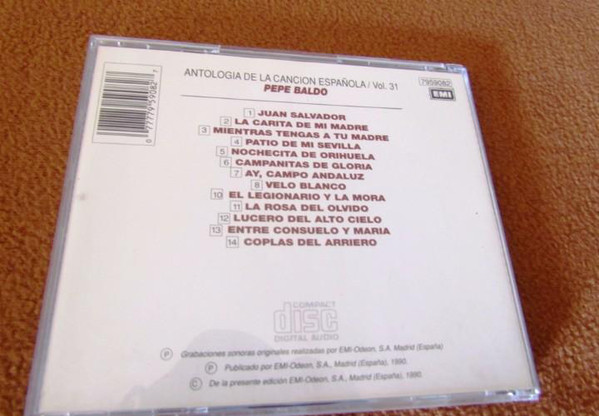 ANTOLOGIA DE LA CANCION ESPAÑOLA / Vol. 31
PEPE BALDO
7959082
EMI
0 77779 59082 9
1 JUAN SALVADOR
2 LA CARITA DE MI MADRE
3 MIENTRAS TENGAS A TU MADRE
4 PATIO DE MI SEVILLA
5 NOCHECITA DE ORIHUELA
6 CAMPANITAS DE GLORIA
7 AY, CAMPO ANDALUZ
8 VELO BLANCO
10 EL LEGIONARIO Y LA MORA
11 LA ROSA DEL OLVIDO
12 LUCERO DEL ALTO CIELO
13 ENTRE CONSUELO Y MARIA
14 COPLAS DEL ARRIERO
COMPACT
disc
DIGITAL AUDIO
P Grabaciones sonoras originales realizadas por EMI-Odeon, S.A. Madrid (España)
P Publicado por EMI-Odeon, S.A., Madrid (España), 1990.
C De la presente edición EMI-Odeon, S.A., Madrid (España), 1990.